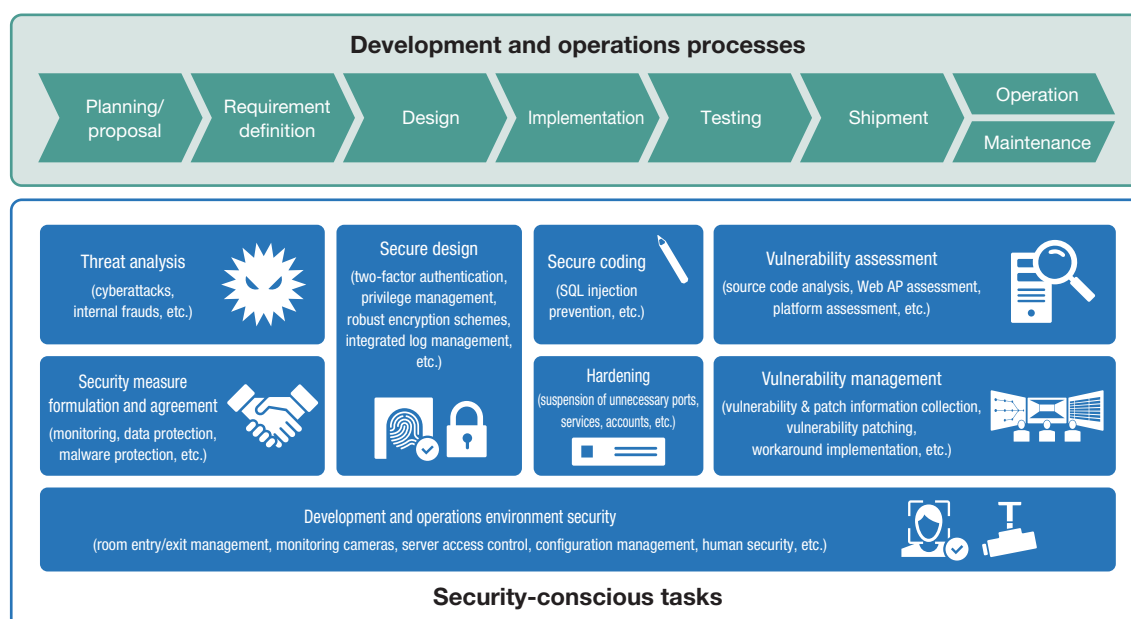 Development and operations processes
Planning/
proposal
Requirement
definition
Design
Implementation
Testing
Shipment
Operation
Maintenance
Threat analysis
(cyberattacks,
internal frauds, etc.)
Security measure
formulation and agreement
(monitoring, data protection,
malware protection, etc.)
Secure design
(two-factor authentication,
privilege management,
robust encryption schemes,
integrated log management,
etc.)
Secure coding
(SQL injection
prevention, etc.)
Hardening
(suspension of unnecessary ports,
services, accounts, etc.)
Vulnerability assessment
(source code analysis, Web AP assessment,
platform assessment, etc.)
Vulnerability management
(vulnerability & patch information collection,
vulnerability patching,
workaround implementation, etc.)
Development and operations environment security
(room entry/exit management, monitoring cameras, server access control, configuration management, human security, etc.)
Security-conscious tasks